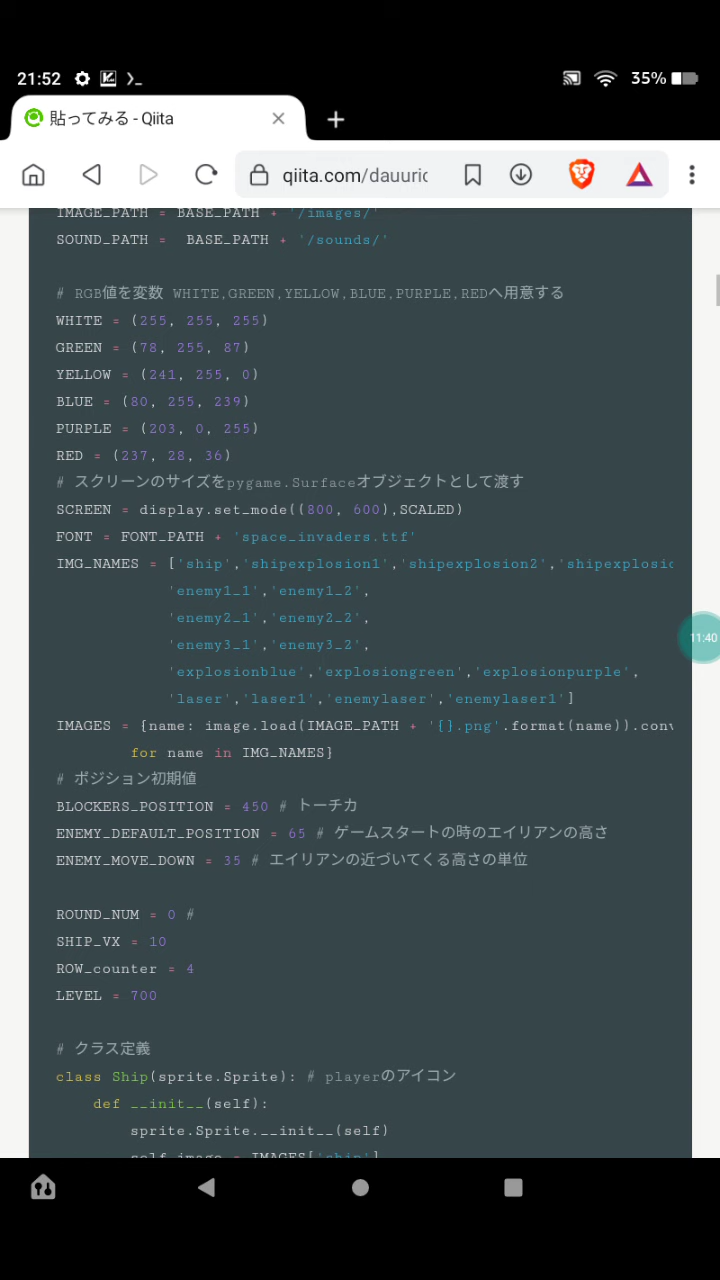 21:52
35%
貼ってみる - Qiita
qiita.com/dauuric
IMAGE_PATH = BASE_PATH + '/images/'
SOUND_PATH =  BASE_PATH + '/sounds/'
# RGB値を変数 WHITE,GREEN,YELLOW,BLUE,PURPLE,REDへ用意する
WHITE = (255, 255, 255)
GREEN = (78, 255, 87)
YELLOW = (241, 255, 0)
BLUE = (80, 255, 239)
PURPLE = (203, 0, 255)
RED = (237, 28, 36)
# スクリーンのサイズをpygame.Surfaceオブジェクトとして渡す
SCREEN = display.set_mode((800, 600),SCALED)
FONT = FONT_PATH + 'space_invaders.ttf'
IMG_NAMES = ['ship','shipexplosion1','shipexplosion2','shipexplosio
'enemy1_1','enemy1_2',
'enemy2_1','enemy2_2',
'enemy3_1','enemy3_2',
11:40
'explosionblue','explosiongreen','explosionpurple',
'laser','laser1','enemylaser','enemylaser1']
IMAGES = {name: image.load(IMAGE_PATH + '{}.png'.format(name)).conv
for name in IMG_NAMES}
# ポジション初期値
BLOCKERS_POSITION = 450 # トーチカ
ENEMY_DEFAULT_POSITION = 65 # ゲームスタートの時のエイリアンの高さ
ENEMY_MOVE_DOWN = 35 # エイリアンの近づいてくる高さの単位
ROUND_NUM = 0 #
SHIP_VX = 10
ROW_counter = 4
LEVEL = 700
# クラス定義
class Ship(sprite.Sprite): # playerのアイコン
def __init__(self):
sprite.Sprite.__init__(self)
self.image = IMAGES['ship']